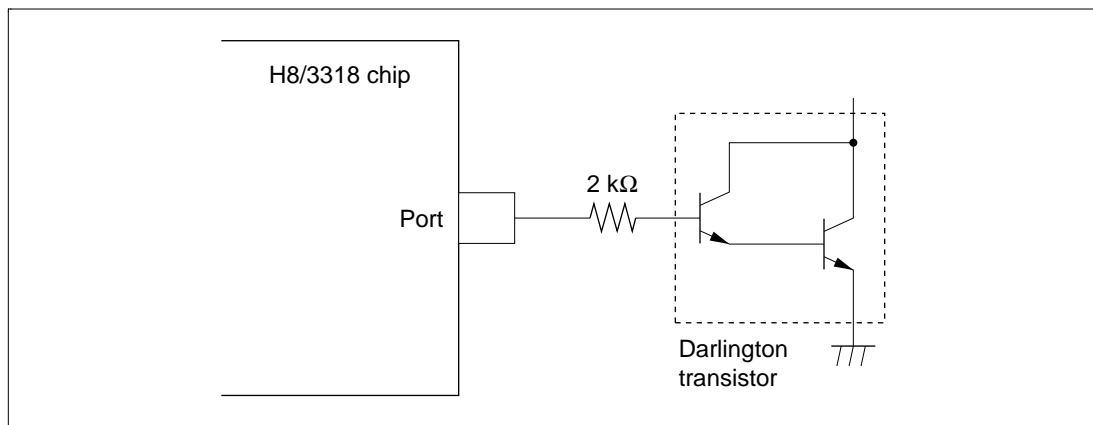 H8/3318 chip
Port
2 kΩ
Darlington
transistor